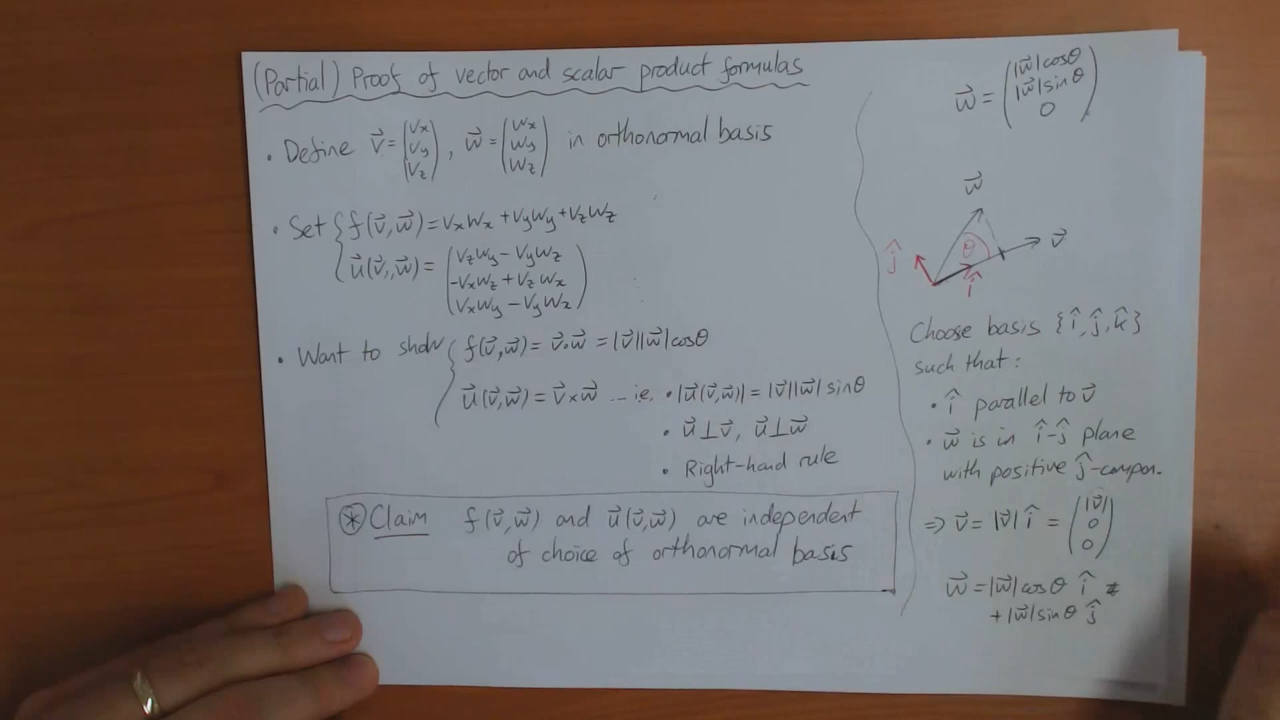 (Partial) Proof of vector and scalar product formulas
• Define v⃗ = (Vx Vy Vz), w⃗ = (Wx Wy Wz) in orthonormal basis
• Set { f(v⃗,w⃗) = VxWx + VyWy + VzWz
u⃗(v⃗,w⃗) = (VzWy - VyWz
-VxWz + VzWx
VxWy - VyWx)
• Want to show { f(v⃗,w⃗) = v⃗•w⃗ = |v⃗||w⃗|cosθ
u⃗(v⃗,w⃗) = v⃗×w⃗ ... i.e. • |u⃗(v⃗,w⃗)| = |v⃗||w⃗| sinθ
• u⃗⊥v⃗, u⃗⊥w⃗
• Right-hand rule
⊛ Claim f(v⃗,w⃗) and u⃗(v⃗,w⃗) are independent
of choice of orthonormal basis
w⃗ = (|w⃗|cosθ
|w⃗|sinθ
0)
w⃗
v⃗
θ
ĵ
î
Choose basis {î,ĵ,k̂}
such that:
• î parallel to v⃗
• w⃗ is in î-ĵ plane
with positive ĵ-compon.
⇒ v⃗ = |v⃗| î = (|v⃗|
0
0)
w⃗ = |w⃗|cosθ î
+|w⃗|sinθ ĵ